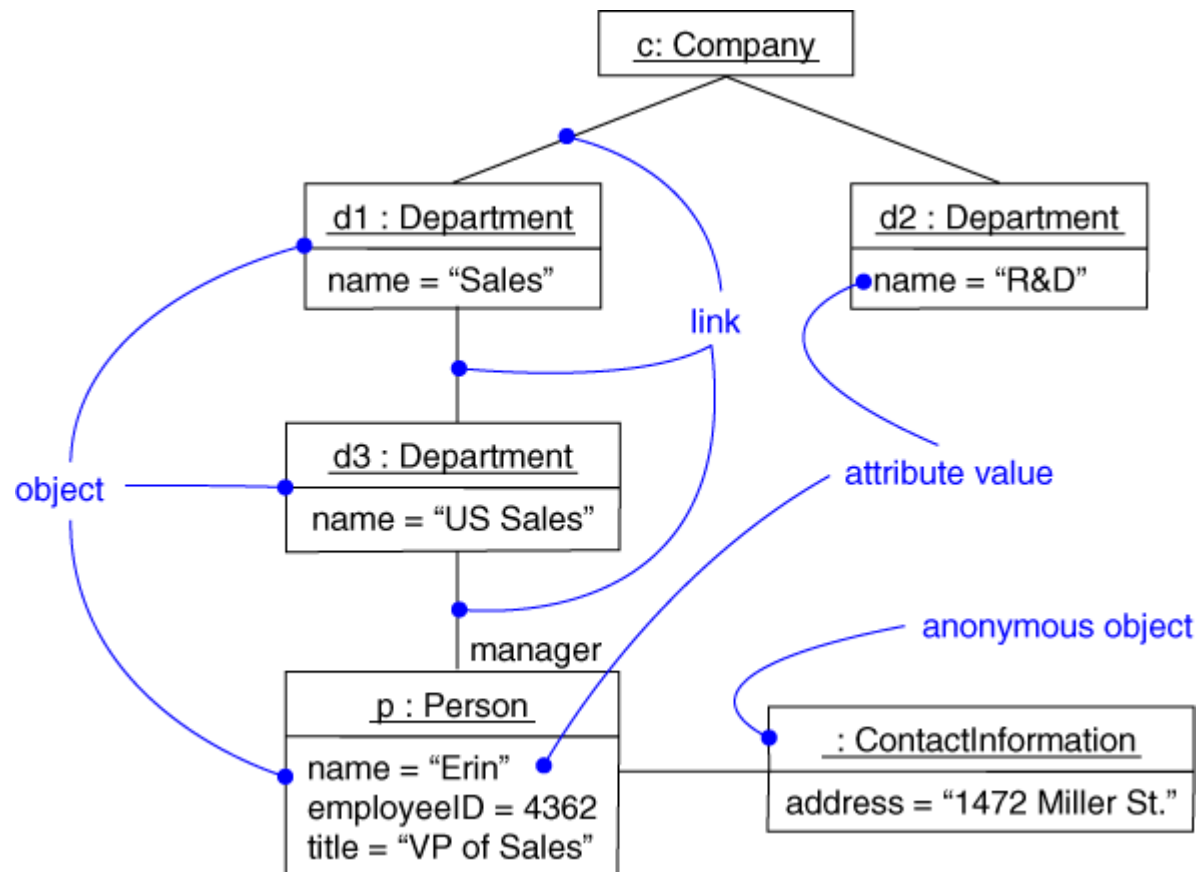 c: Company
d1 : Department
name = “Sales”
d2 : Department
name = “R&D”
link
d3 : Department
name = “US Sales”
object
attribute value
manager
anonymous object
p : Person
name = “Erin”
employeeID = 4362
title = “VP of Sales”
: ContactInformation
address = “1472 Miller St.”